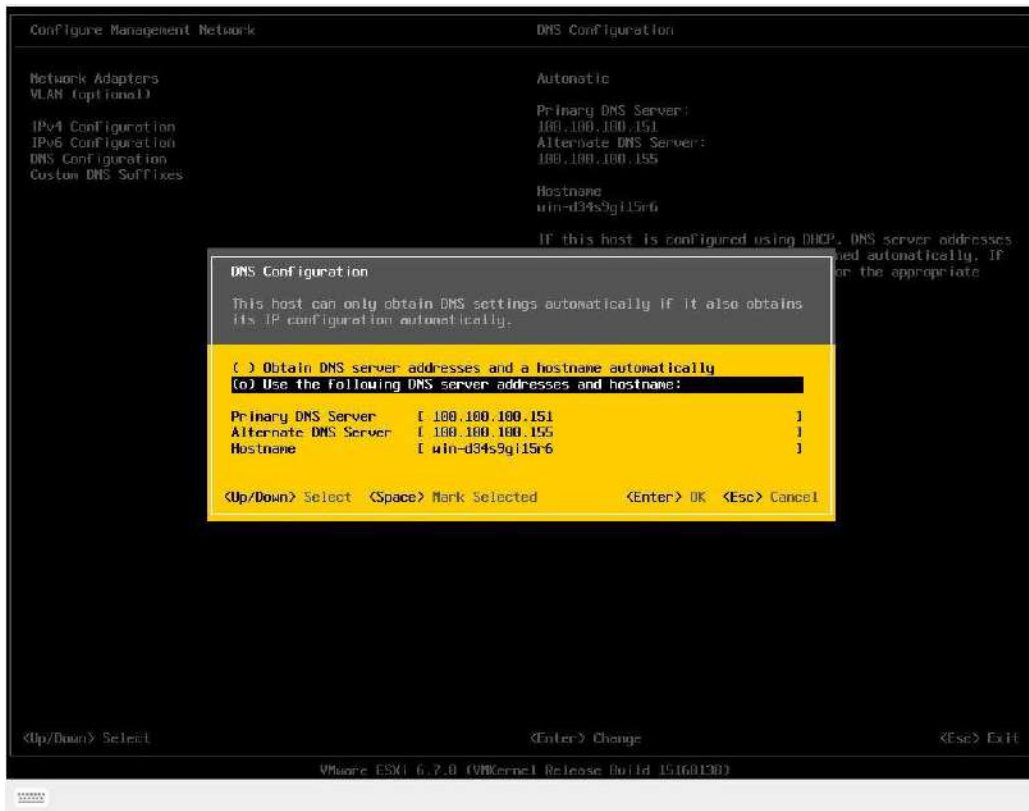 Configure Management Network
DNS Configuration
Network Adapters
VLAN (optional)
IPv4 Configuration
IPv6 Configuration
DNS Configuration
Custom DNS Suffixes
Automatic
Primary DNS Server:
100.100.100.151
Alternate DNS Server:
100.100.100.155
Hostname
win-d34s9gi15r6
If this host is configured using DHCP, DNS server addresses
ned automatically. If
or the appropriate
DNS Configuration
This host can only obtain DNS settings automatically if it also obtains
its IP configuration automatically.
( ) Obtain DNS server addresses and a hostname automatically
(o) Use the following DNS server addresses and hostname:
Primary DNS Server [ 100.100.100.151 ]
Alternate DNS Server [ 100.100.100.155 ]
Hostname [ win-d34s9gi15r6 ]
<Up/Down> Select <Space> Mark Selected <Enter> OK <Esc> Cancel
<Up/Down> Select <Enter> Change <Esc> Exit
VMware ESXi 6.7.0 (VMKernel Release Build 15160138)